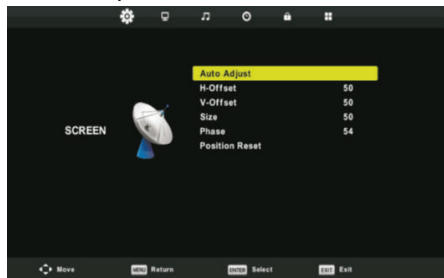 Auto Adjust
H-Offset 50
V-Offset 50
Size 50
SCREEN
Phase 54
Position Reset
Move MENU Return ENTER Select EXIT Exit